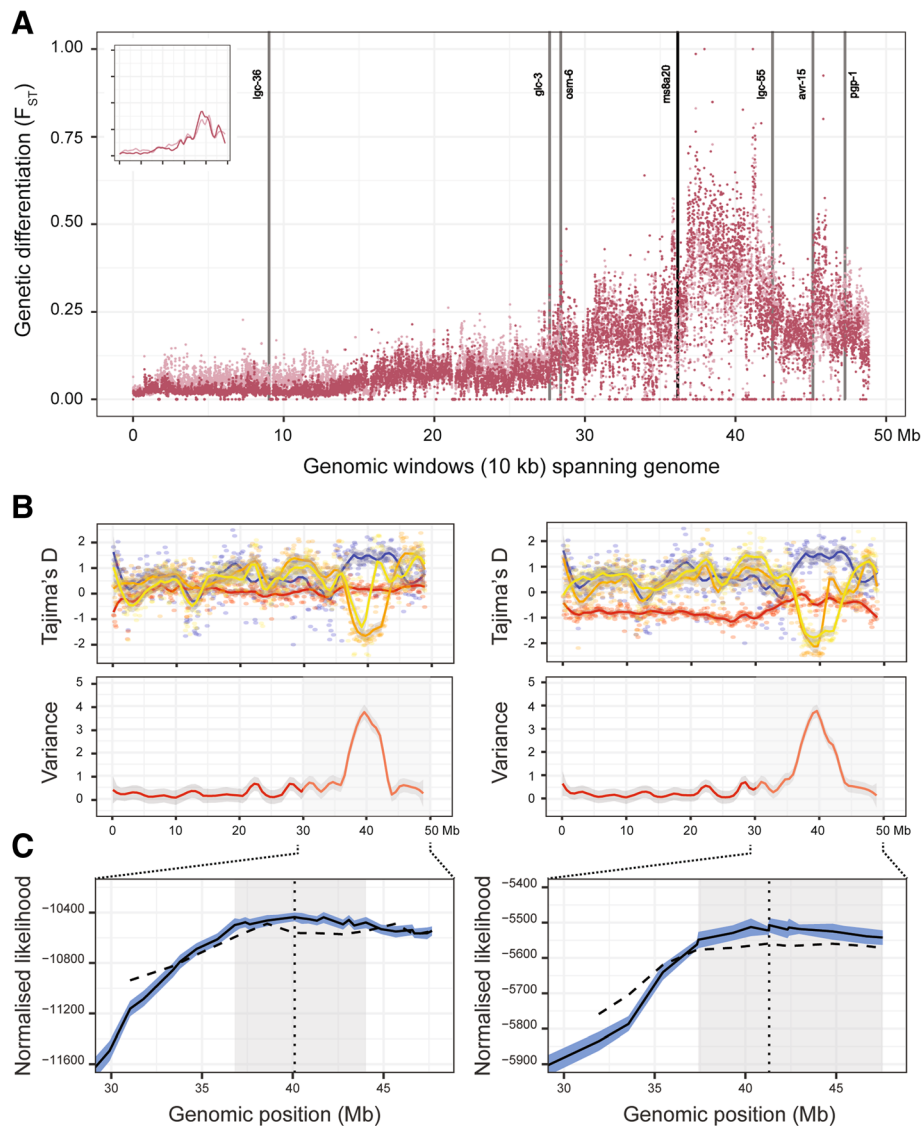 A
Genetic differentiation (FST)
1.00
0.75
0.50
0.25
0.00
lgc-36
glc-3
osm-6
ms8a20
lgc-55
avr-15
pgp-1
0 10 20 30 40 50 Mb
Genomic windows (10 kb) spanning genome
B
Tajima's D
2
1
0
-1
-2
2
1
0
-1
-2
Variance
5
4
3
2
1
0
0 10 20 30 40 50 Mb
5
4
3
2
1
0
0 10 20 30 40 50 Mb
C
Normalised likelihood
−10400
−10800
−11200
−11600
30 35 40 45
Genomic position (Mb)
Normalised likelihood
−5400
−5500
−5600
−5700
−5800
−5900
30 35 40 45
Genomic position (Mb)